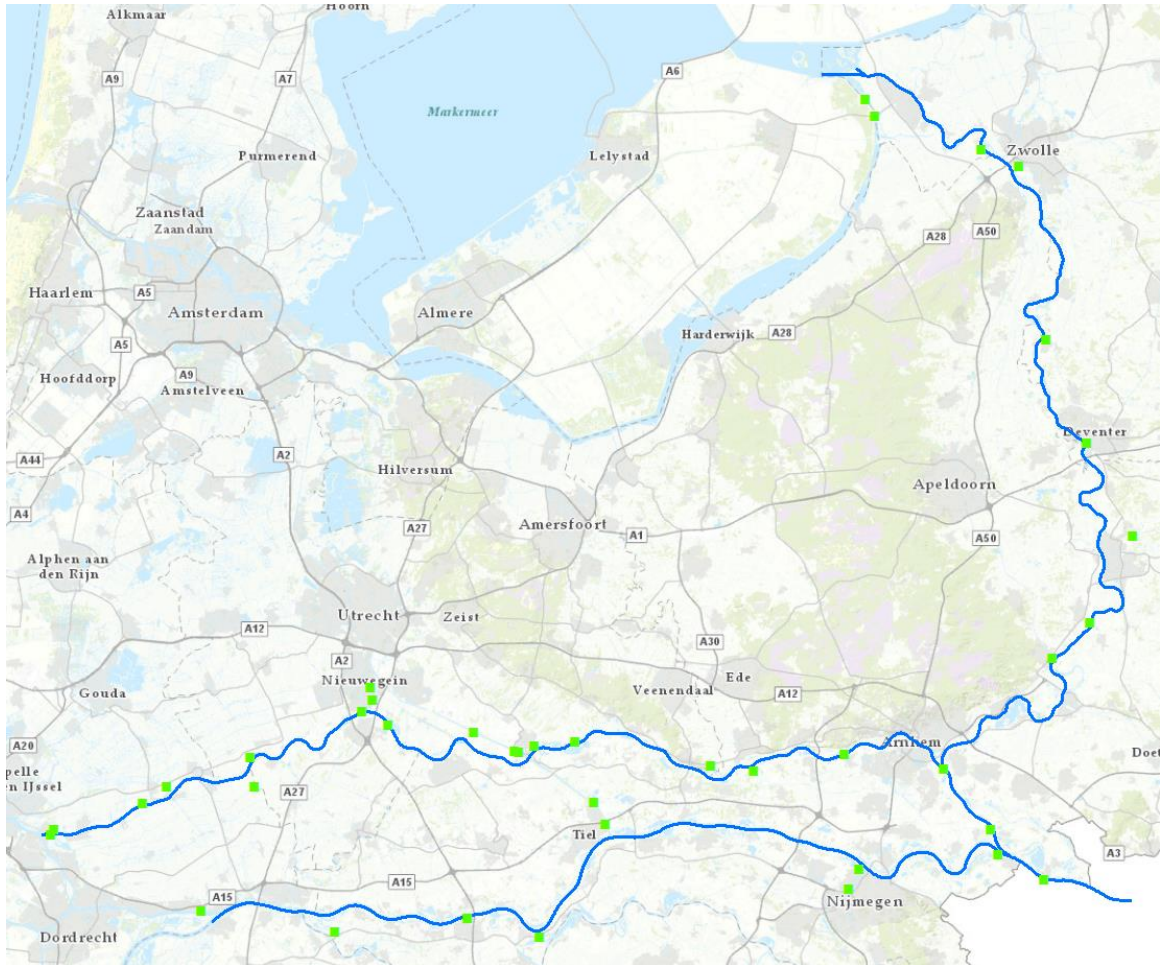 Hoorn
Alkmaar
A9
A7
A6
Markermeer
Purmerend
Lelystad
Zwolle
Zaanstad
Zaandam
A28
A50
Haarlem
A5
Amsterdam
Almere
Harderwijk
A28
A5
Hoofddorp
A9
Amstelveen
Deventer
A44
A2
Hilversum
Apeldoorn
A4
A27
Amersfoort
A1
A50
Alphen aan
den Rijn
Utrecht
Zeist
A12
A30
A2
Nieuwegein
Ede
Gouda
Veenendaal
A12
A20
Arnhem
Doet
pelle
n IJssel
A27
Tiel
A3
A15
A15
Nijmegen
Dordrecht